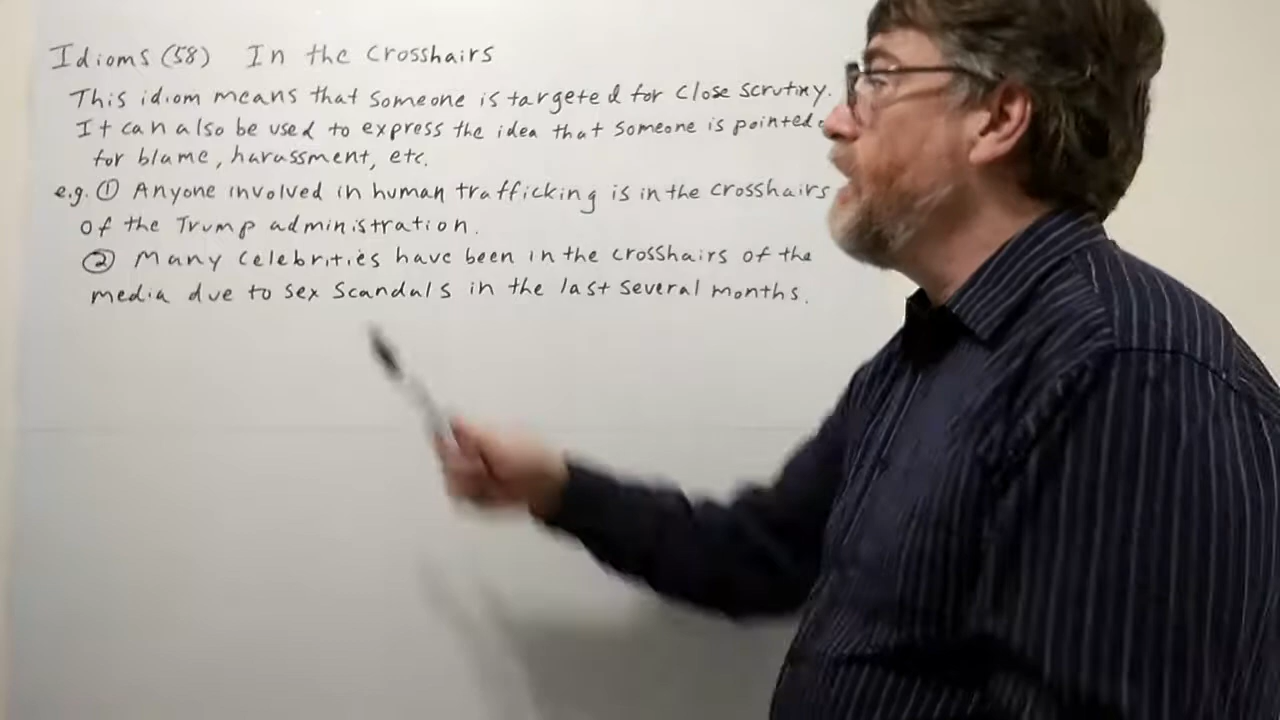 Idioms (58) In the Crosshairs
This idiom means that someone is targeted for close scrutiny.
It can also be used to express the idea that someone is pointed
for blame, harassment, etc.
e.g. ① Anyone involved in human trafficking is in the crosshairs
of the Trump administration.
② Many celebrities have been in the crosshairs of the
media due to sex scandals in the last several months.